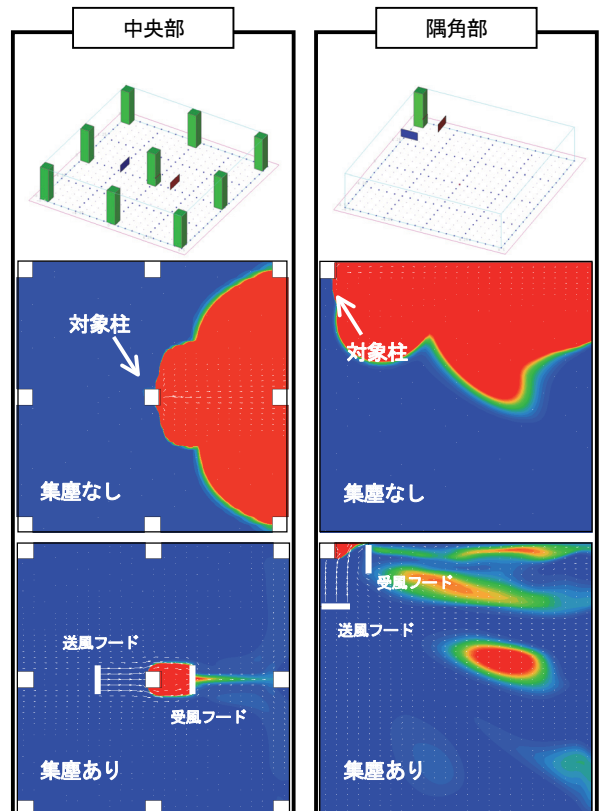 中央部
隅角部
対象柱
集塵なし
対象柱
集塵なし
送風フード
受風フード
集塵あり
受風フード
送風フード
集塵あり